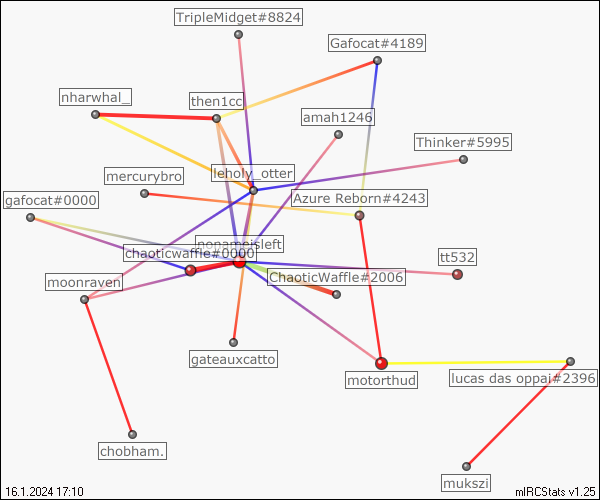 TripleMidget#8824
Gafocat#4189
nharwhal_
then1cc
amah1246
Thinker#5995
mercurybro
leholy_otter
gafocat#0000
Azure Reborn#4243
nonameisleft
chaoticwaffle#0000
tt532
moonraven
ChaoticWaffle#2006
gateauxcatto
motorthud
lucas das oppai#2396
chobham.
mukszi
16.1.2024 17:10
mIRCStats v1.25